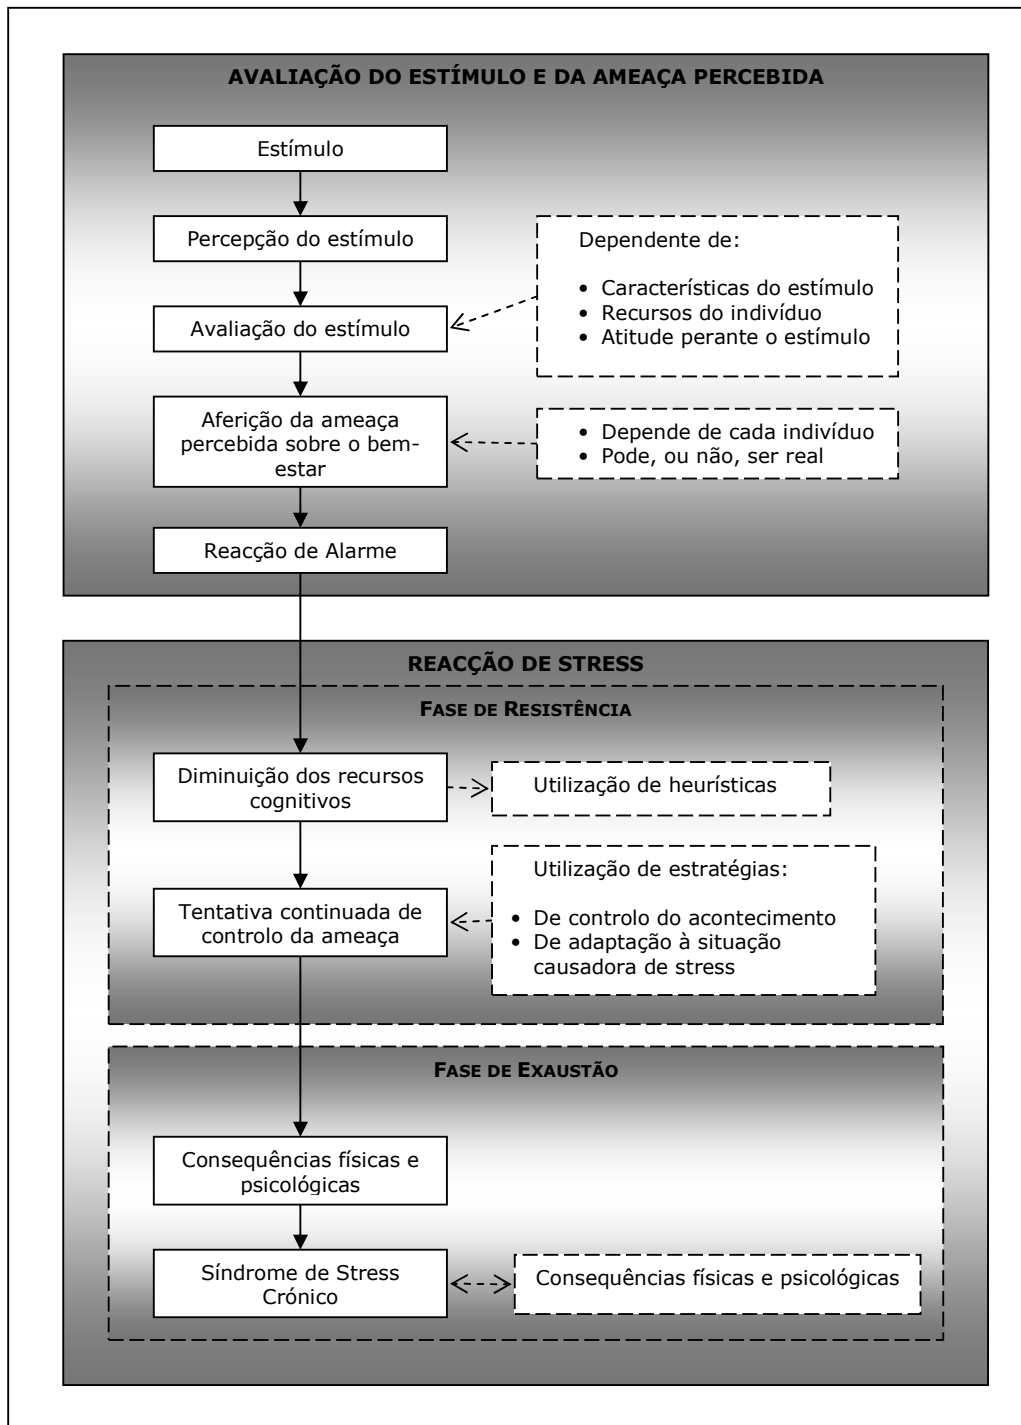 AVALIAÇÃO DO ESTÍMULO E DA AMEAÇA PERCEBIDA
Estímulo
Percepção do estímulo
Dependente de:
• Características do estímulo
• Recursos do indivíduo
• Atitude perante o estímulo
Avaliação do estímulo
Aferição da ameaça
percebida sobre o bem-
estar
• Depende de cada indivíduo
• Pode, ou não, ser real
Reacção de Alarme
REACÇÃO DE STRESS
FASE DE RESISTÊNCIA
Diminuição dos recursos
cognitivos
Utilização de heurísticas
Utilização de estratégias:
• De controlo do acontecimento
• De adaptação à situação
causadora de stress
Tentativa continuada de
controlo da ameaça
FASE DE EXAUSTÃO
Consequências físicas e
psicológicas
Síndrome de Stress
Crónico
Consequências físicas e psicológicas